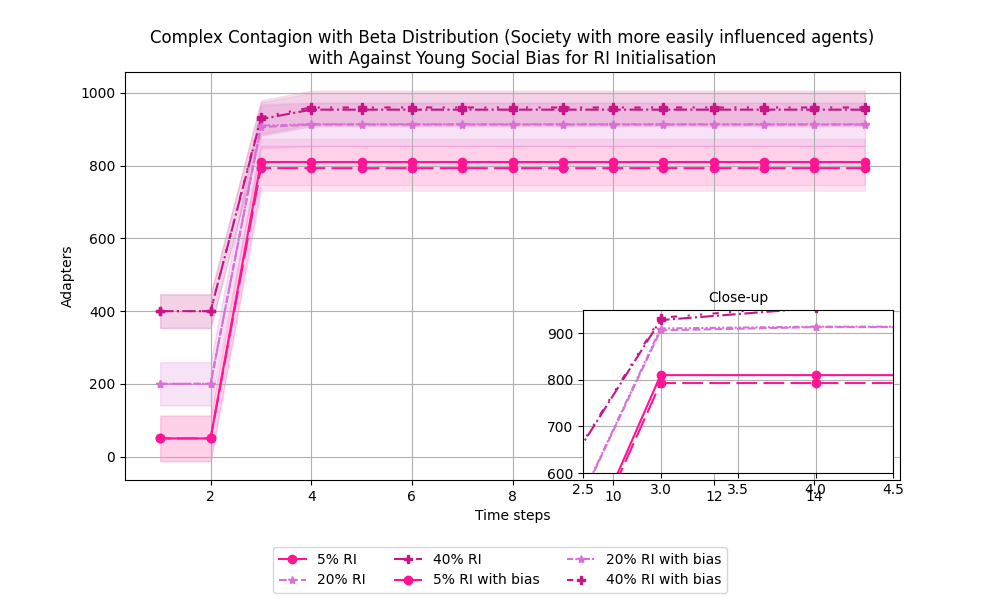 Complex Contagion with Beta Distribution (Society with more easily influenced agents)
with Against Young Social Bias for RI Initialisation
1000
800
600
400
200
0
Adapters
2 4 6 8 10 12 14
Time steps
Close-up
900
800
700
600
2.5 3.0 3.5 4.0 4.5
5% RI
20% RI
40% RI
5% RI with bias
20% RI with bias
40% RI with bias